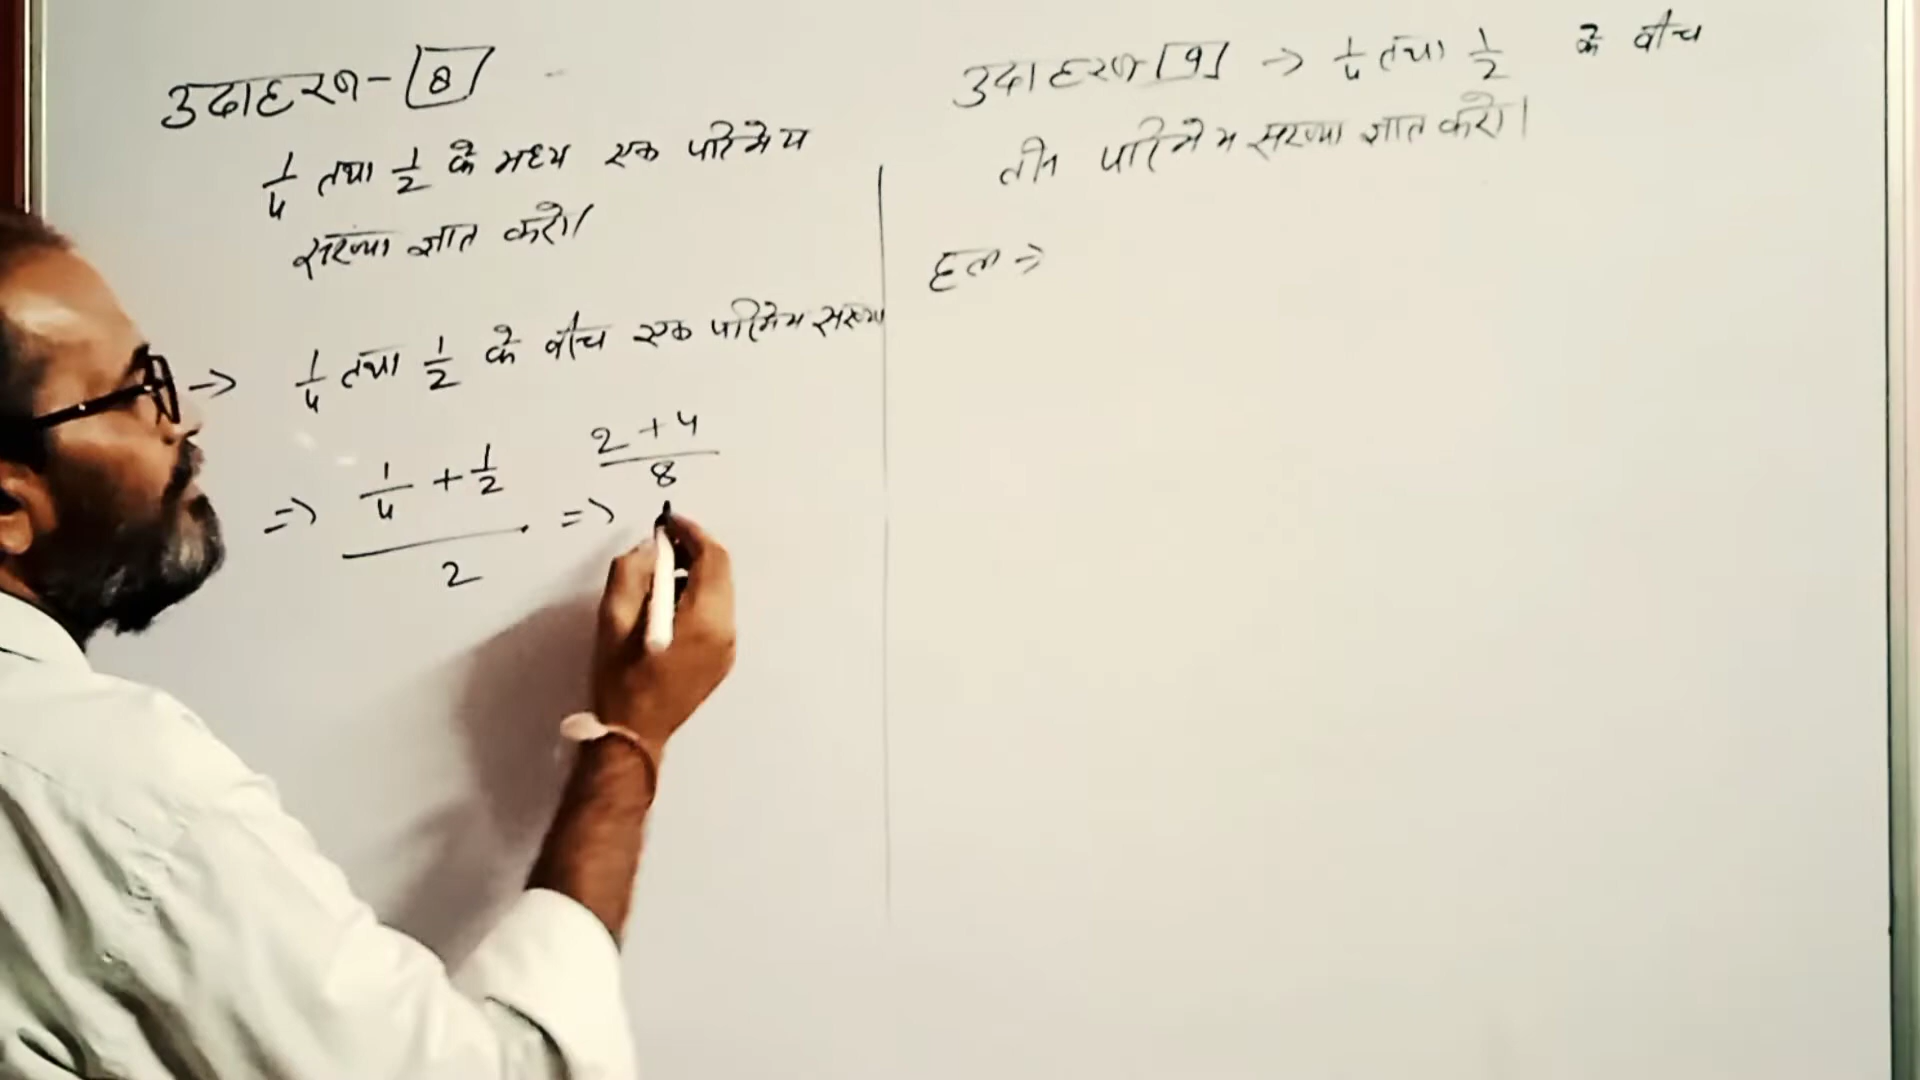 उदाहरण - 8
1/4 तथा 1/2 के मध्य एक परिमेय
संख्या ज्ञात करो।
→ 1/4 तथा 1/2 के बीच एक परिमेय संख्या
⇒ (1/4 + 1/2)/2 ⇒ (2+4)/8
उदाहरण - 9 → 1/4 तथा 1/2 के बीच
तीन परिमेय संख्या ज्ञात करो।
हल ⇒